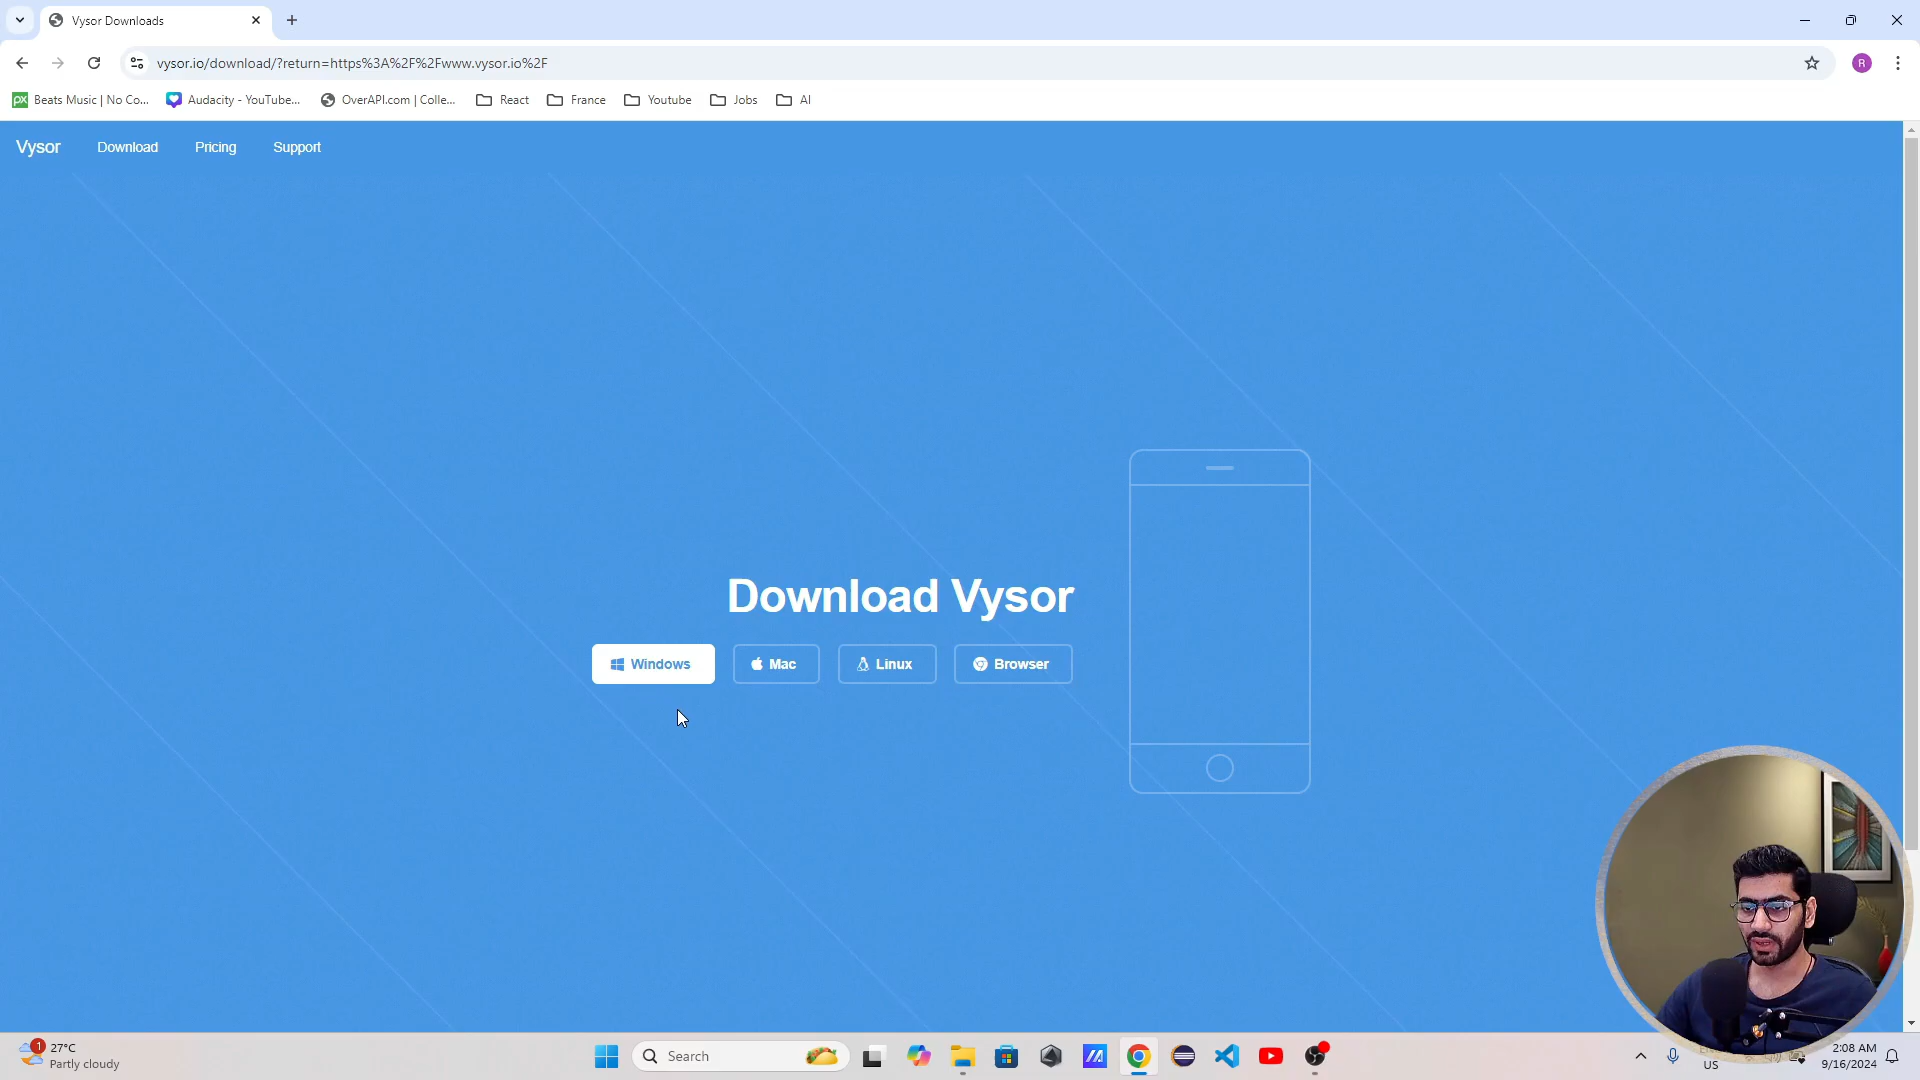 Vysor Downloads
vysor.io/download/?return=https%3A%2F%2Fwww.vysor.io%2F
R
Beats Music | No Co...
Audacity - YouTube...
OverAPI.com | Colle...
React
France
Youtube
Jobs
AI
Vysor
Download
Pricing
Support
Download Vysor
Windows
Mac
Linux
Browser
1
27°C
Partly cloudy
Search
US
2:08 AM
9/16/2024